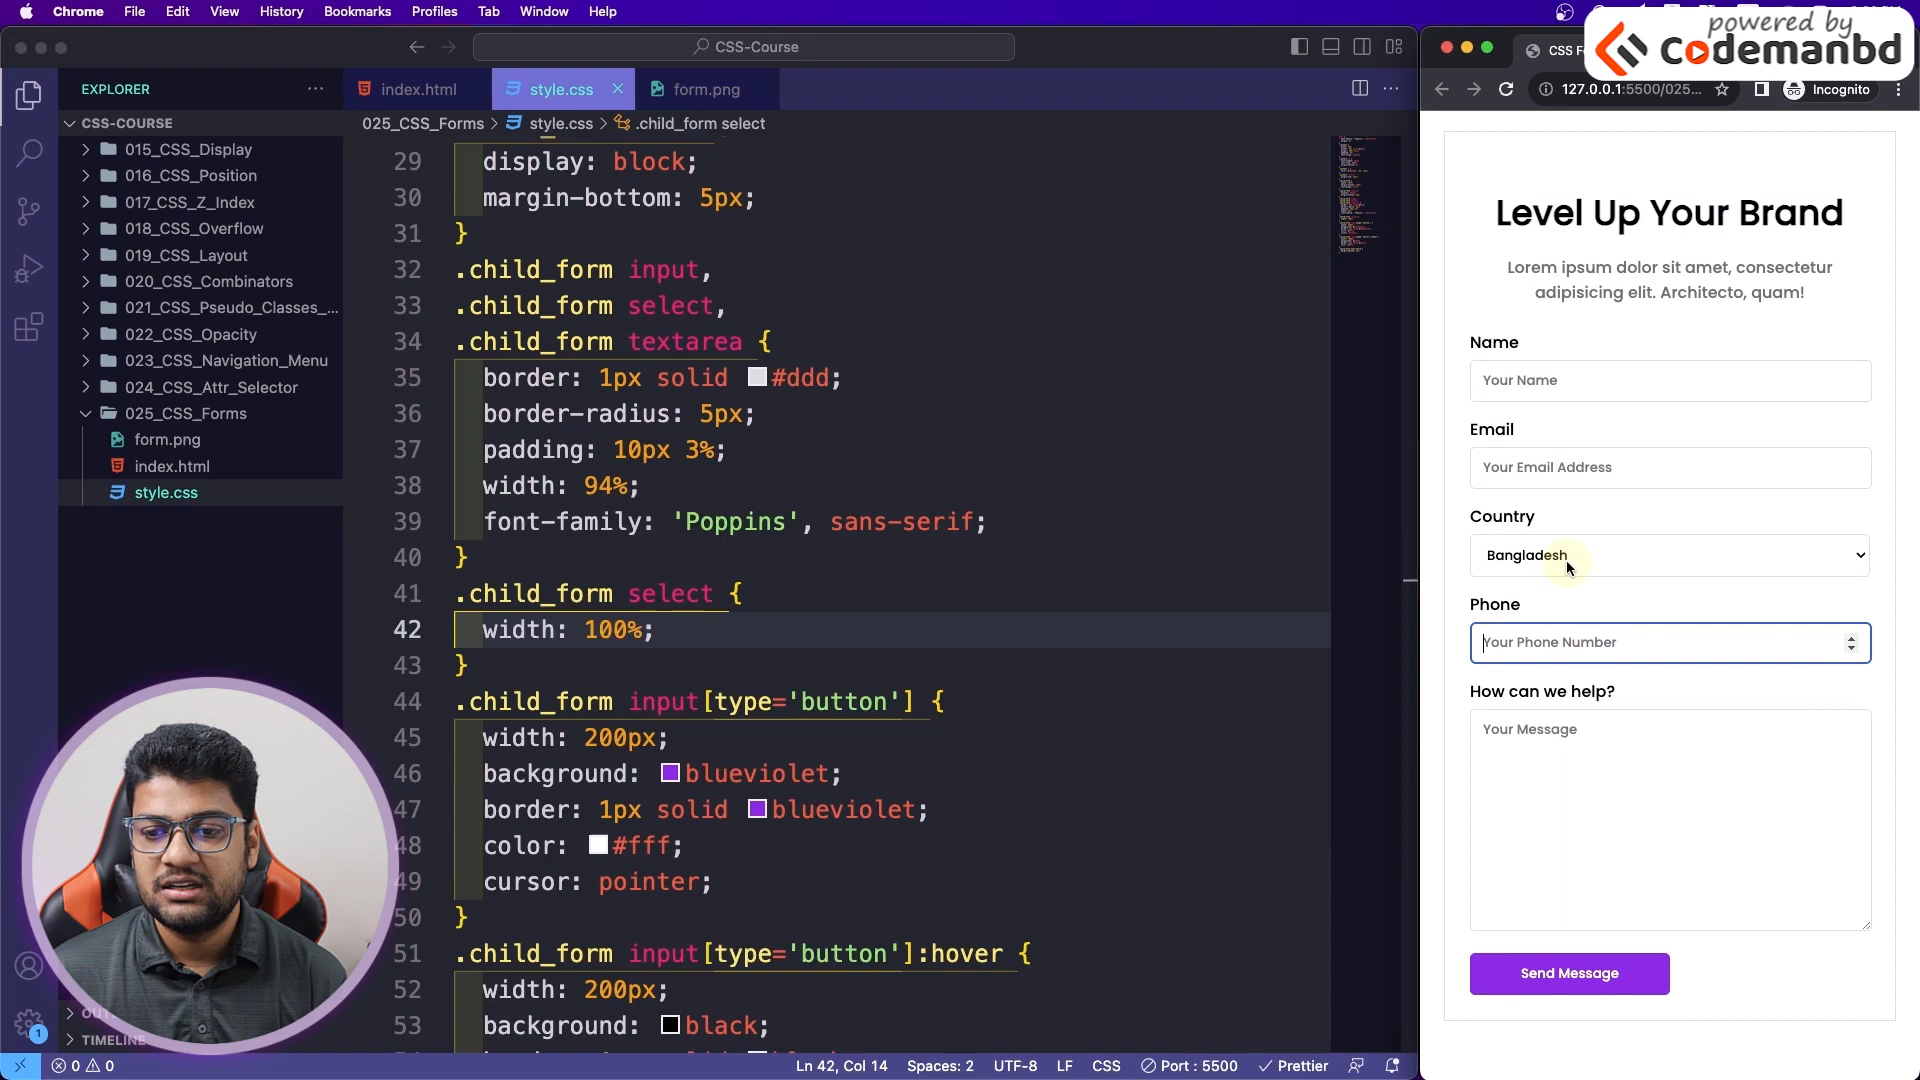 Chrome File Edit View History Bookmarks Profiles Tab Window Help
powered by
Codemanbd
CSS-Course
CSS Fo
EXPLORER
index.html
style.css
form.png
127.0.0.1:5500/025...
Incognito
CSS-COURSE
025_CSS_Forms > style.css > .child_form select
015_CSS_Display
016_CSS_Position
017_CSS_Z_Index
018_CSS_Overflow
019_CSS_Layout
020_CSS_Combinators
021_CSS_Pseudo_Classes_...
022_CSS_Opacity
023_CSS_Navigation_Menu
024_CSS_Attr_Selector
025_CSS_Forms
form.png
index.html
style.css
TIMELINE
29 display: block;
30 margin-bottom: 5px;
31 }
32 .child_form input,
33 .child_form select,
34 .child_form textarea {
35 border: 1px solid #ddd;
36 border-radius: 5px;
37 padding: 10px 3%;
38 width: 94%;
39 font-family: 'Poppins', sans-serif;
40 }
41 .child_form select {
42 width: 100%;
43 }
44 .child_form input[type='button'] {
45 width: 200px;
46 background: blueviolet;
47 border: 1px solid blueviolet;
48 color: #fff;
49 cursor: pointer;
50 }
51 .child_form input[type='button']:hover {
52 width: 200px;
53 background: black;
Level Up Your Brand
Lorem ipsum dolor sit amet, consectetur
adipisicing elit. Architecto, quam!
Name
Your Name
Email
Your Email Address
Country
Bangladesh
Phone
Your Phone Number
How can we help?
Your Message
Send Message
1
0 0
Ln 42, Col 14 Spaces: 2 UTF-8 LF CSS Port : 5500 Prettier